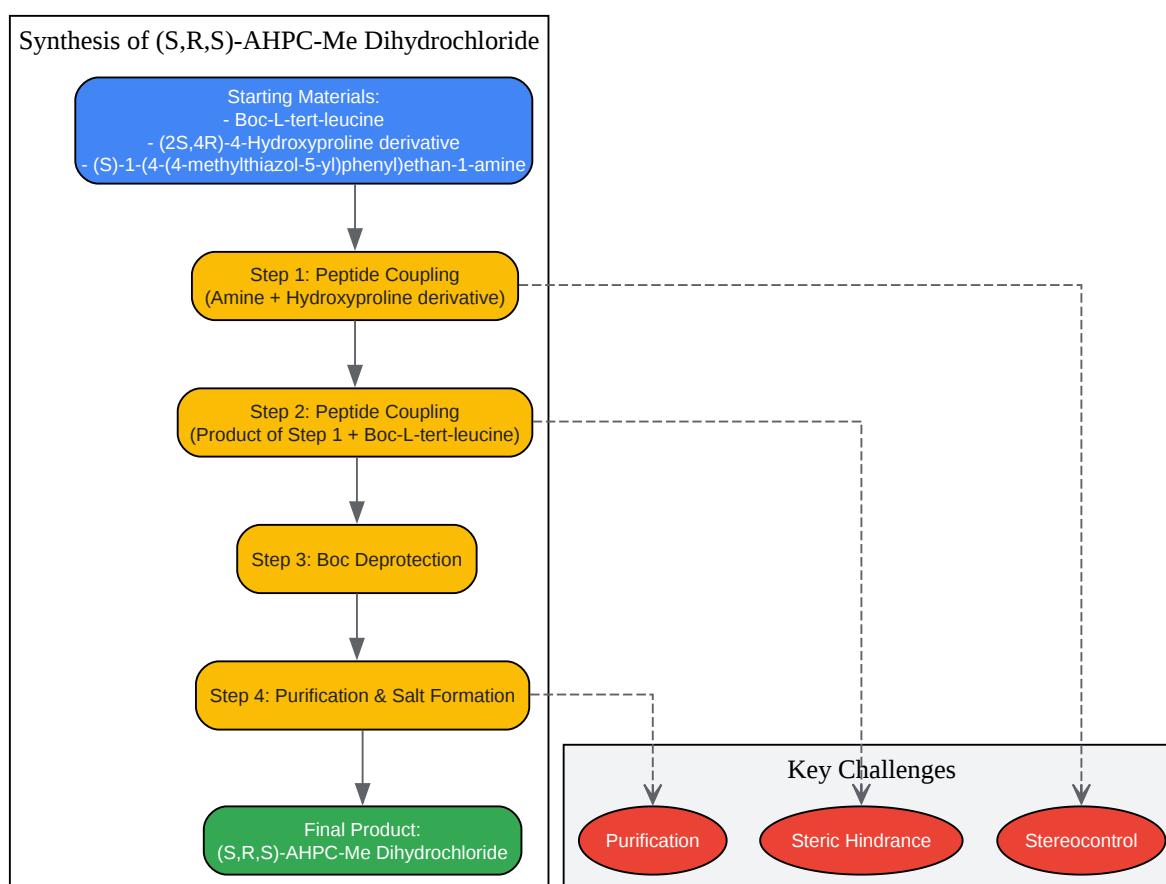 Synthesis of (S,R,S)-AHPC-Me Dihydrochloride
Starting Materials:
- Boc-L-tert-leucine
- (2S,4R)-4-Hydroxyproline derivative
- (S)-1-(4-(4-methylthiazol-5-yl)phenyl)ethan-1-amine
Step 1: Peptide Coupling
(Amine + Hydroxyproline derivative)
Step 2: Peptide Coupling
(Product of Step 1 + Boc-L-tert-leucine)
Step 3: Boc Deprotection
Step 4: Purification & Salt Formation
Final Product:
(S,R,S)-AHPC-Me Dihydrochloride
Key Challenges
Purification
Steric Hindrance
Stereocontrol